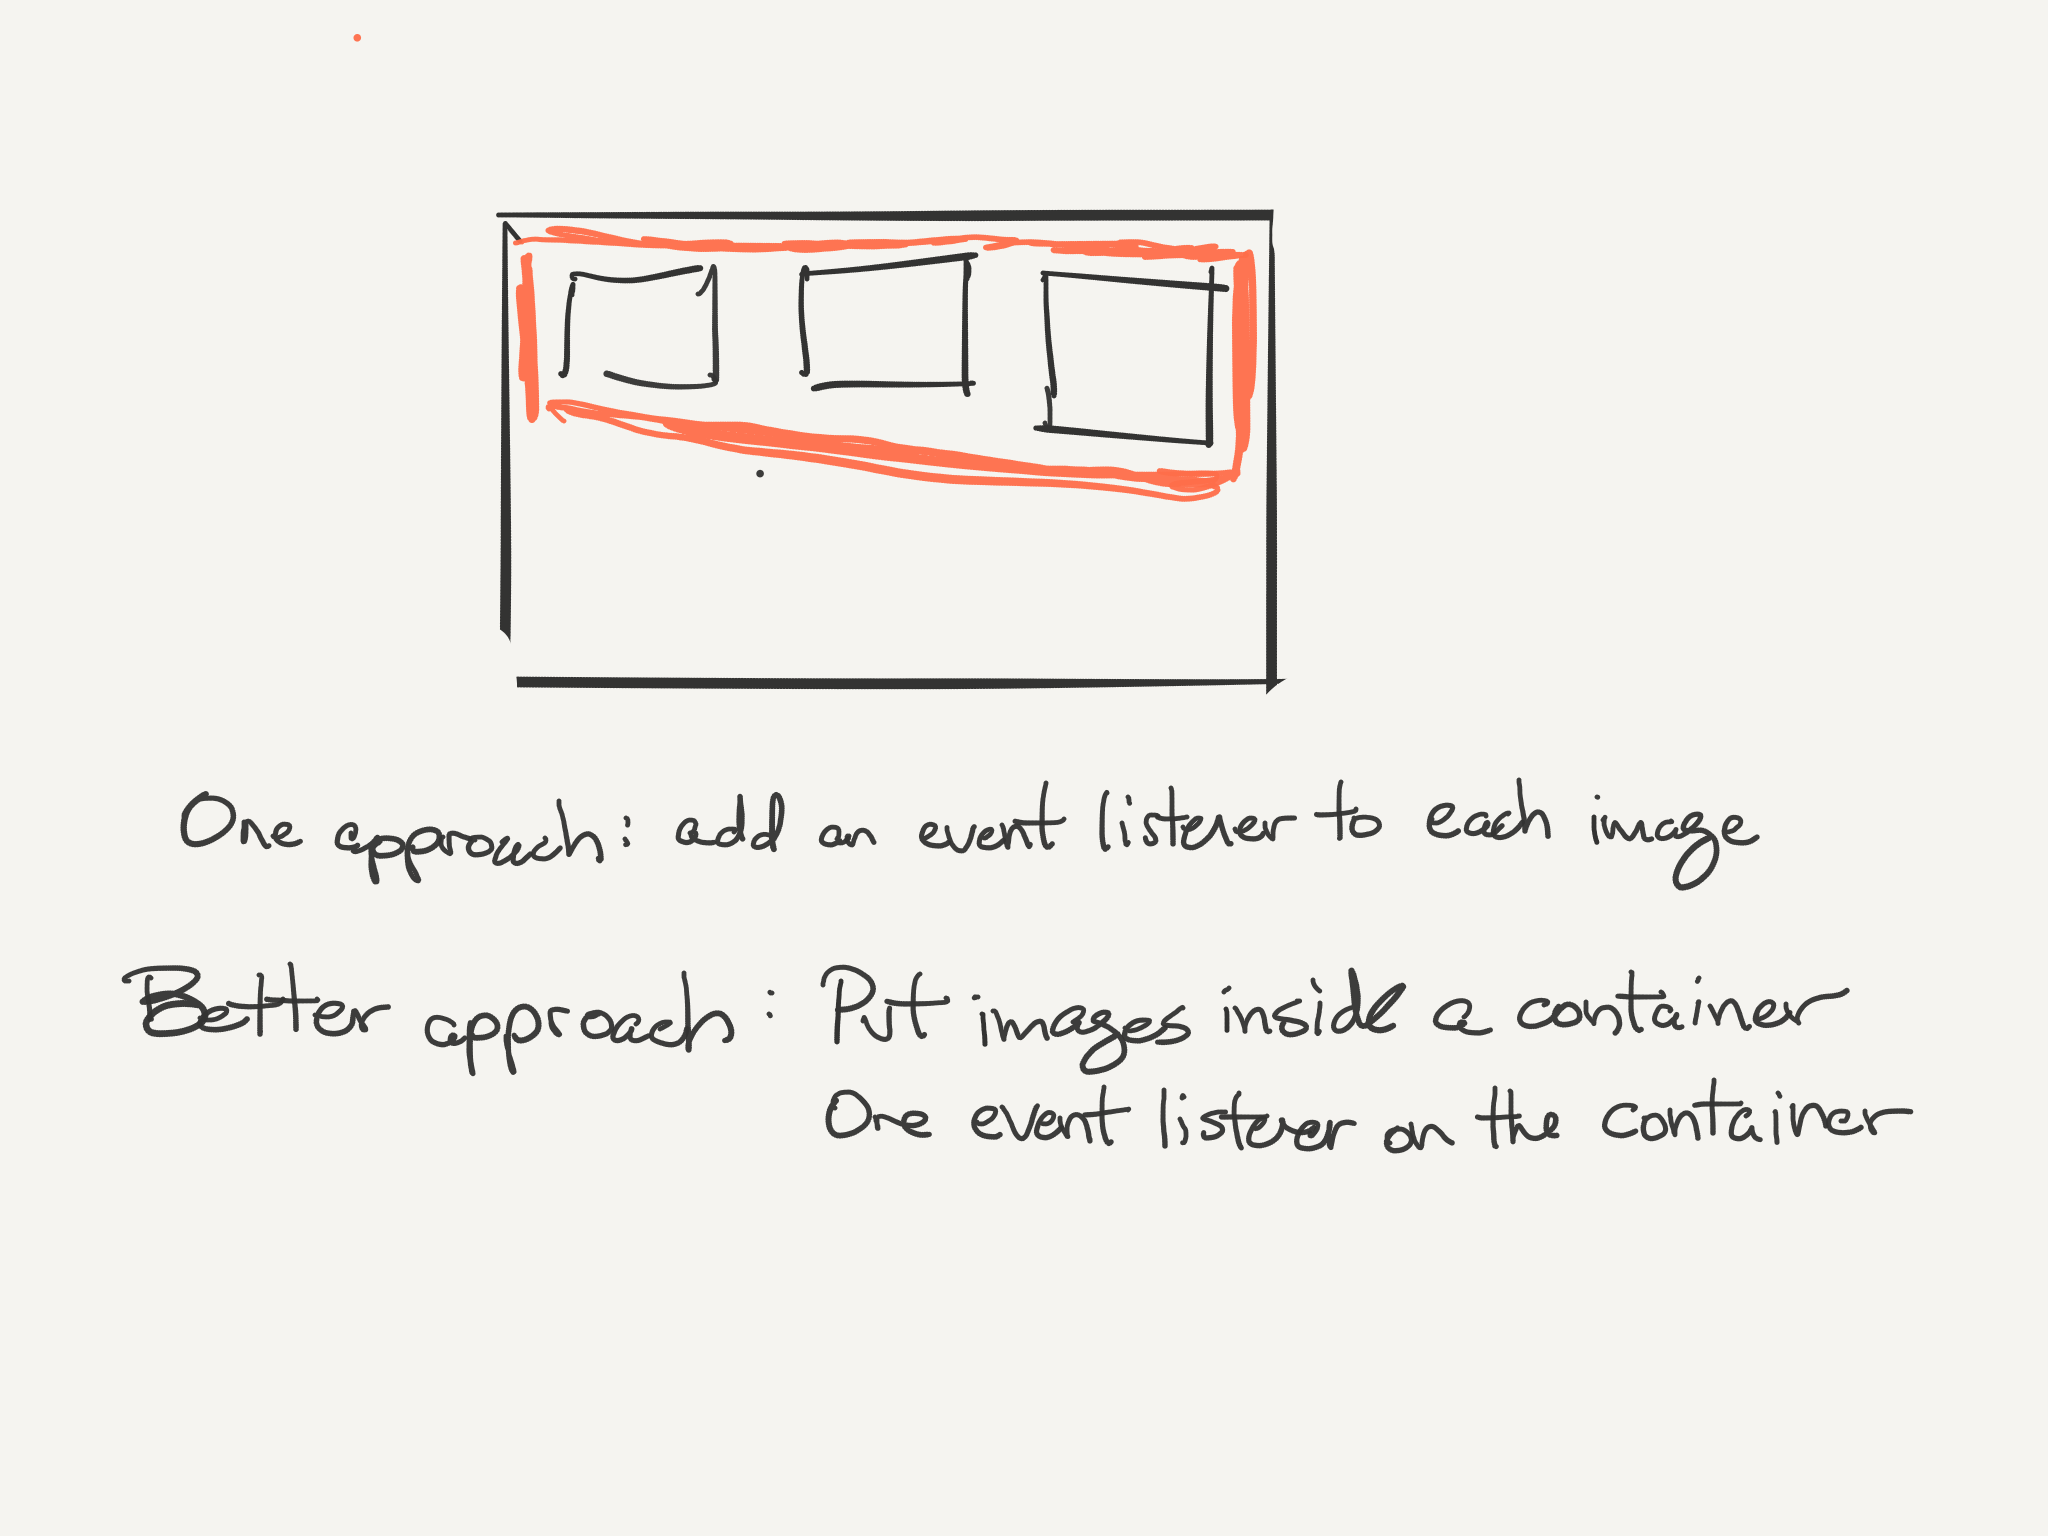 One approach: add an event listener to each image
Better approach: Put images inside a container
One event listener on the container